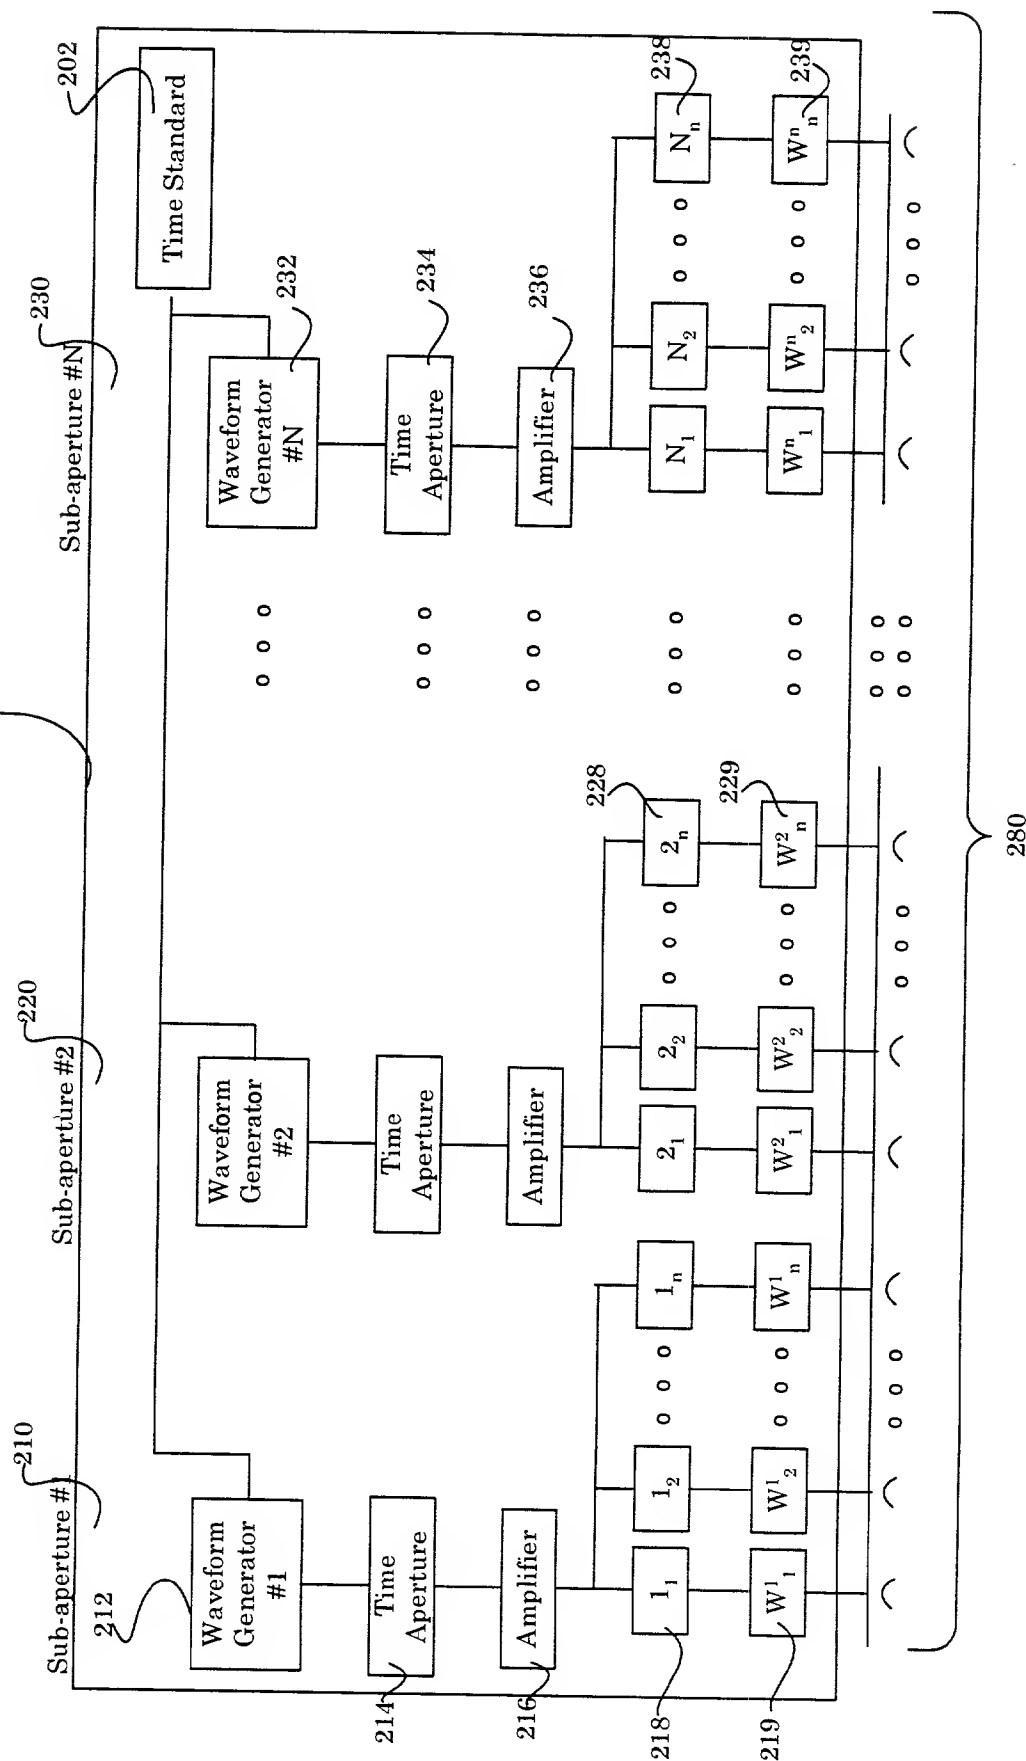 Sub-aperture #1
210
Sub-aperture #2
220
Sub-aperture #N
230
202
Time Standard
212
Waveform
Generator
#1
Waveform
Generator
#2
Waveform
Generator
#N
232
Time
Aperture
214
Time
Aperture
Time
Aperture
234
Amplifier
216
Amplifier
Amplifier
236
1₁
1₂
1ₙ
218
2₁
2₂
2ₙ
228
N₁
N₂
Nₙ
238
W¹₁
W¹₂
W¹ₙ
219
W²₁
W²₂
W²ₙ
229
Wⁿ₁
Wⁿ₂
Wⁿₙ
239
280